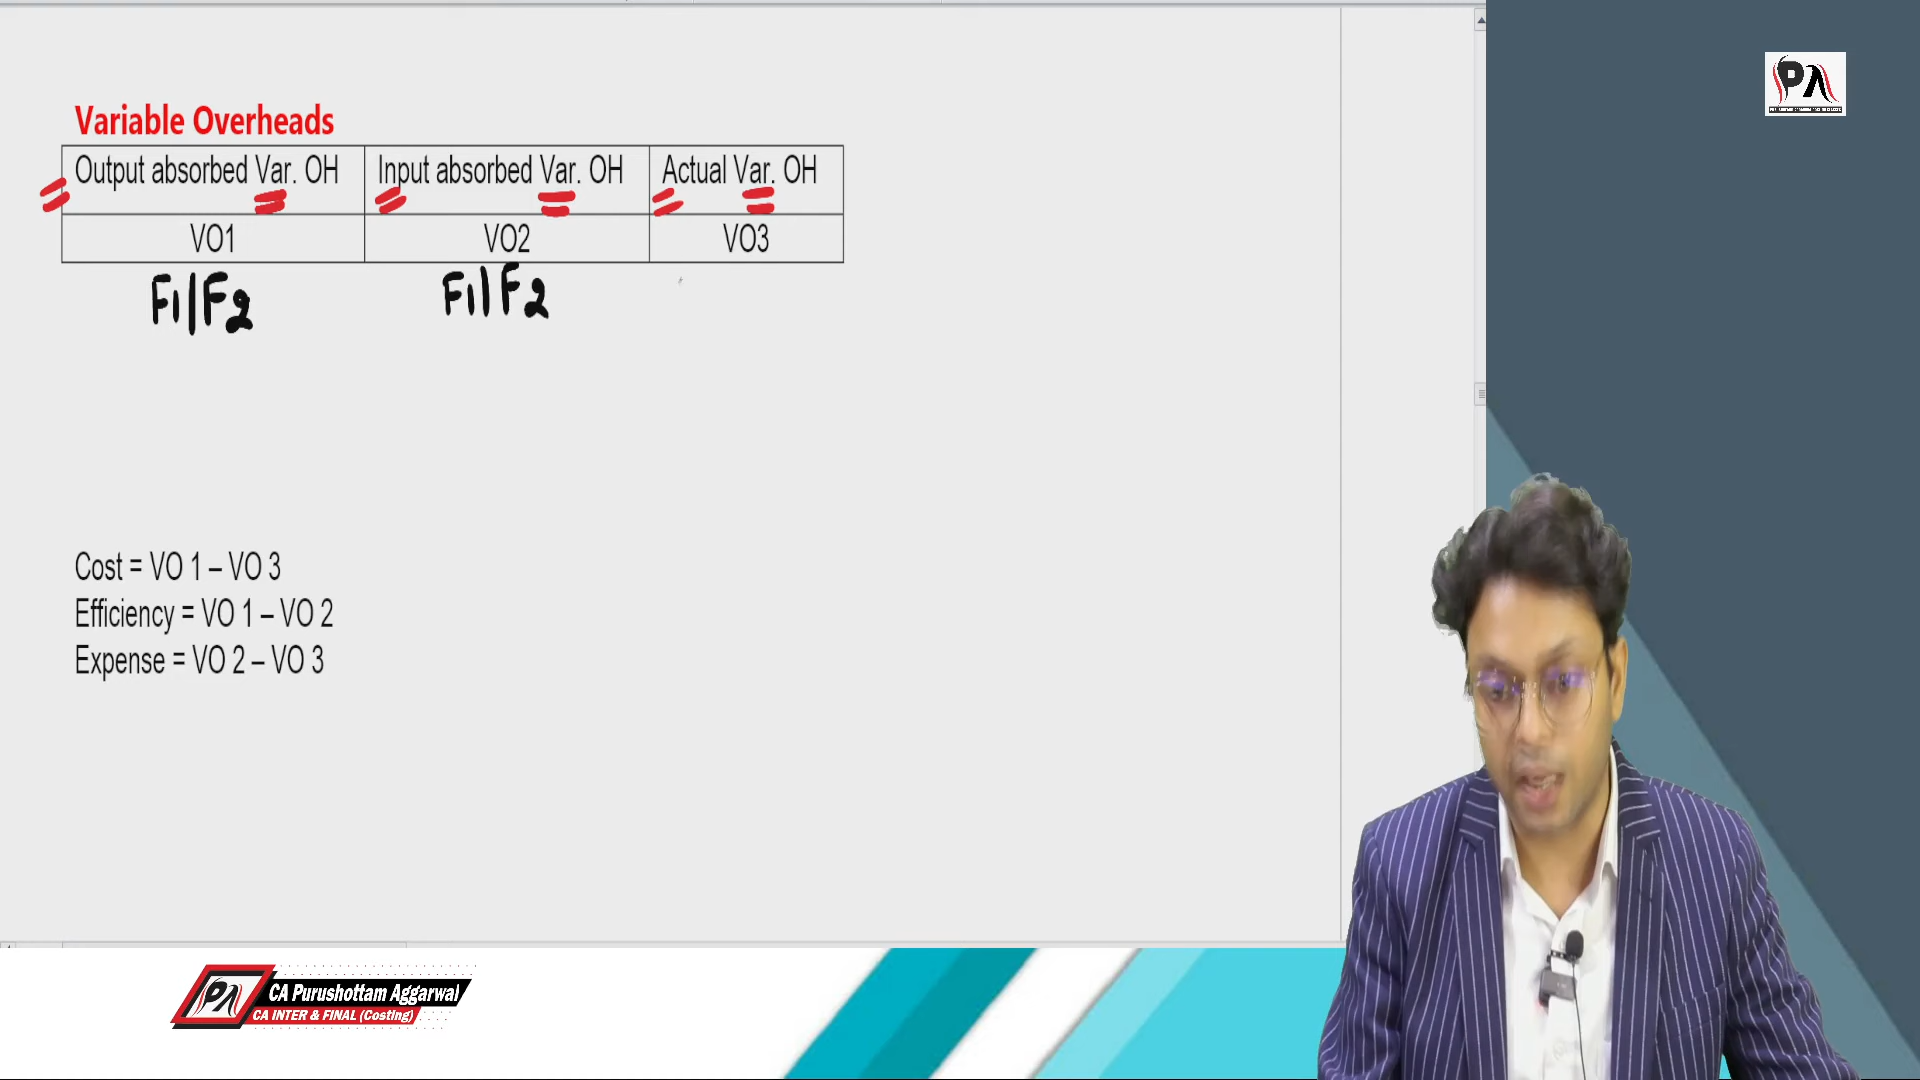 Variable Overheads
Output absorbed Var. OH Input absorbed Var. OH Actual Var. OH
VO1 VO2 VO3
F1|F2 F1|F2
Cost = VO 1 – VO 3
Efficiency = VO 1 – VO 2
Expense = VO 2 – VO 3
PA
PA CA Purushottam Aggarwal
CA INTER & FINAL (Costing)